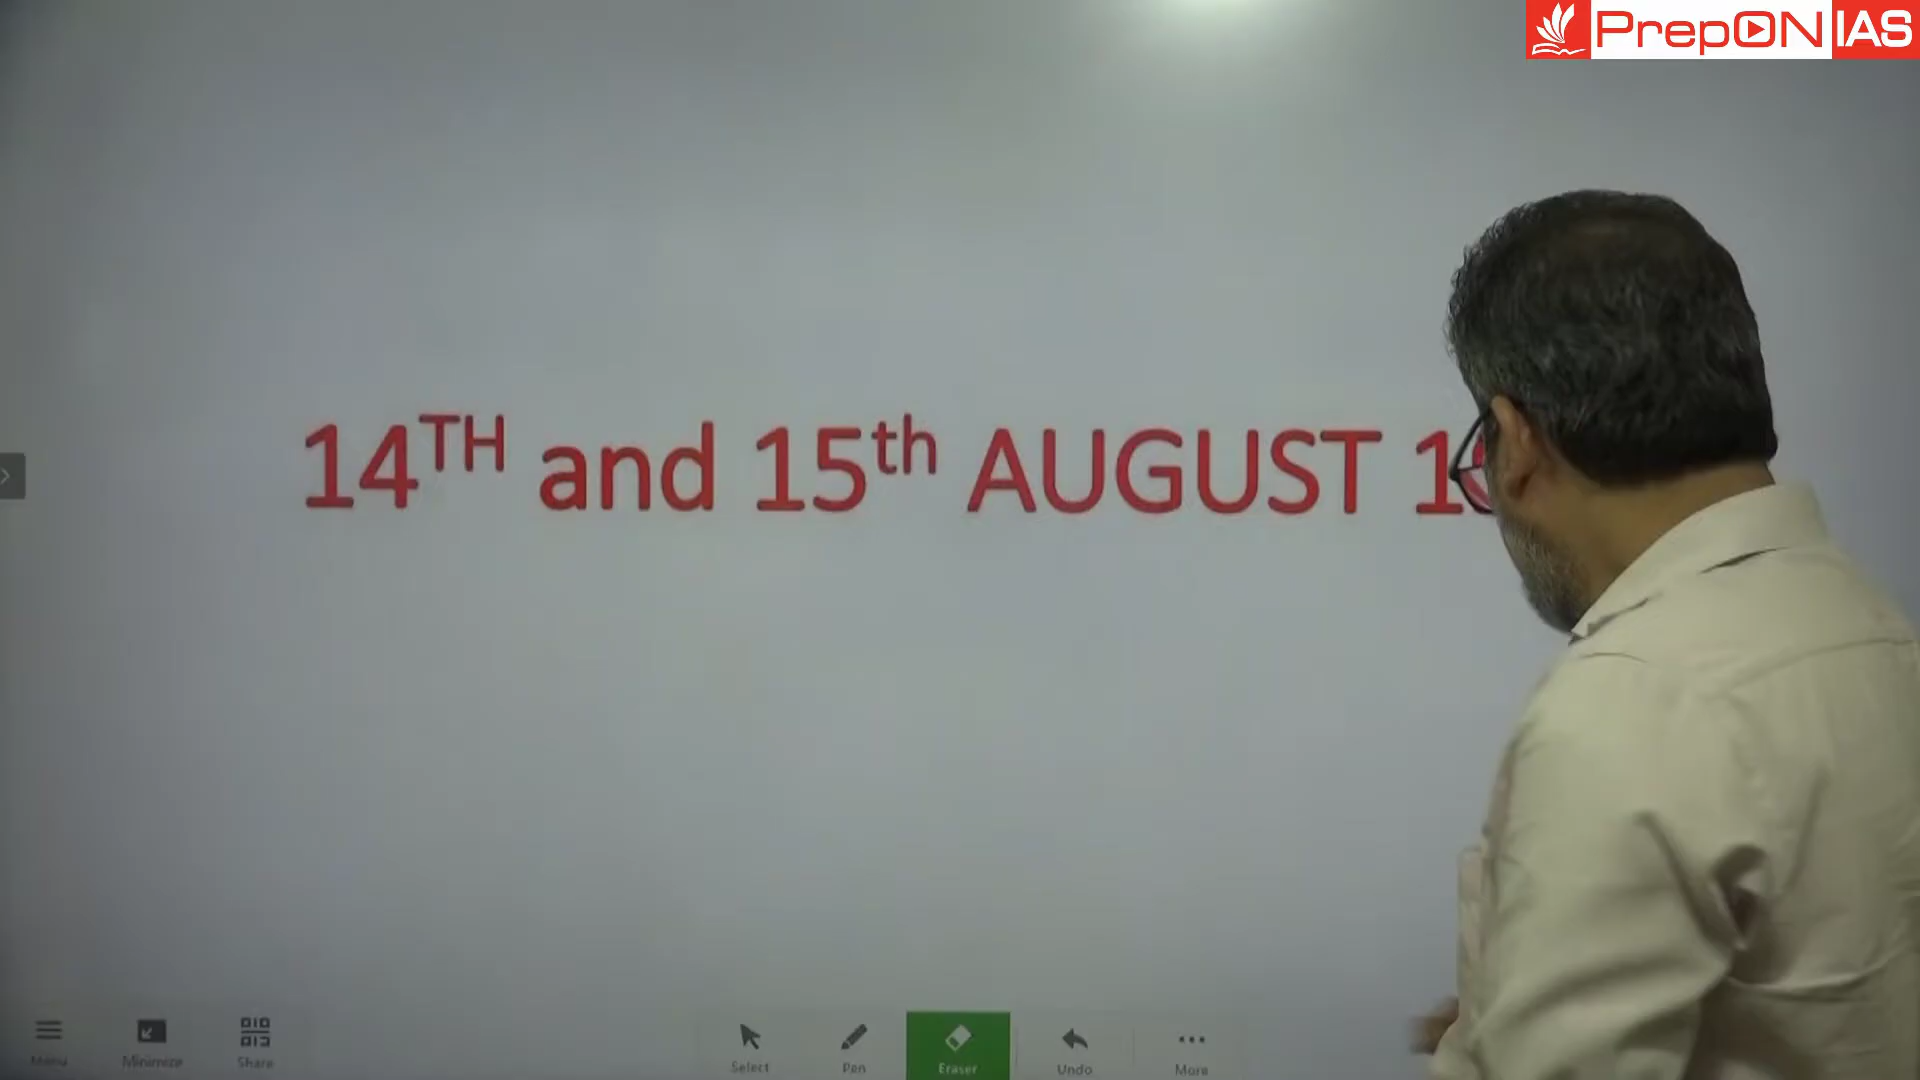 PrepON IAS
14TH and 15th AUGUST
Menu
Minimize
Share
Select
Pen
Eraser
Undo
More